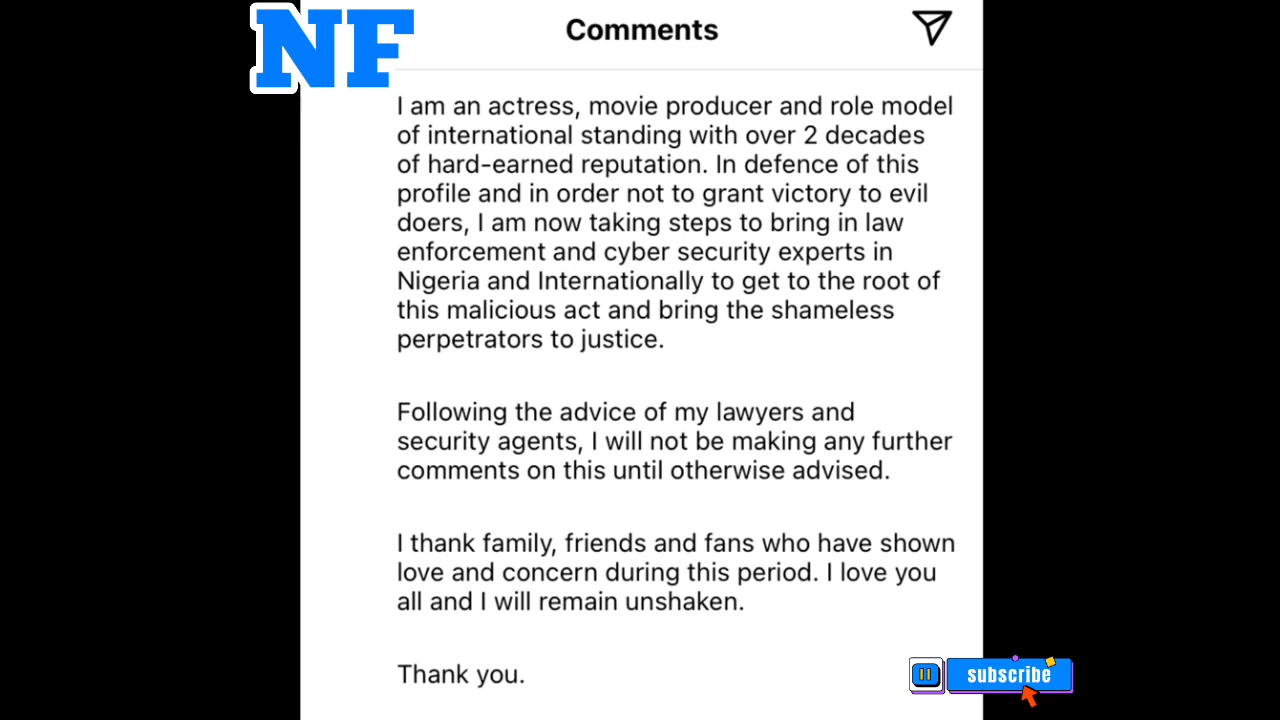 NF
Comments
I am an actress, movie producer and role model
of international standing with over 2 decades
of hard-earned reputation. In defence of this
profile and in order not to grant victory to evil
doers, I am now taking steps to bring in law
enforcement and cyber security experts in
Nigeria and Internationally to get to the root of
this malicious act and bring the shameless
perpetrators to justice.
Following the advice of my lawyers and
security agents, I will not be making any further
comments on this until otherwise advised.
I thank family, friends and fans who have shown
love and concern during this period. I love you
all and I will remain unshaken.
Thank you.
subscribe